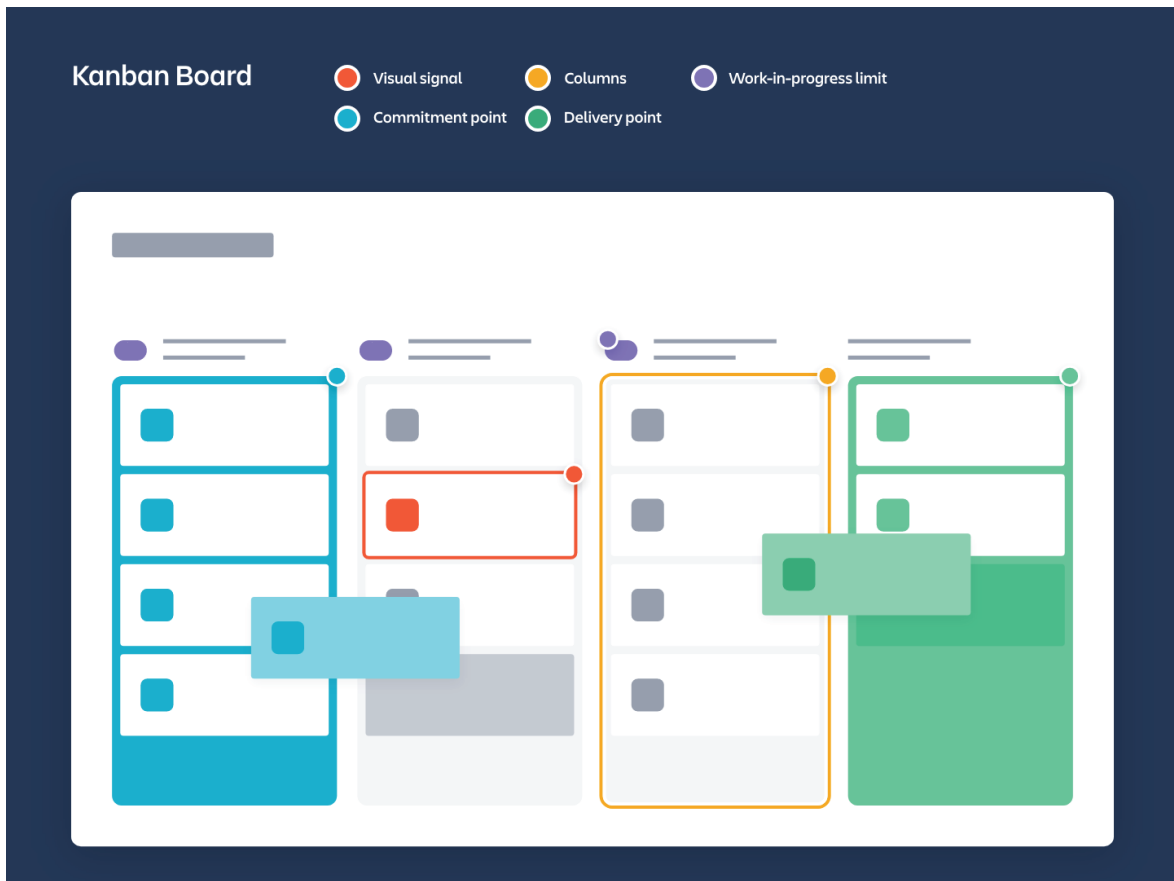 Kanban Board
Visual signal
Columns
Work-in-progress limit
Commitment point
Delivery point